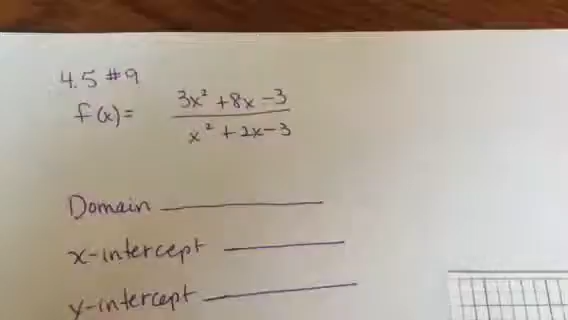 4.5 #9
f(x) = (3x² + 8x - 3) / (x² + 2x - 3)
Domain
x-intercept
y-intercept